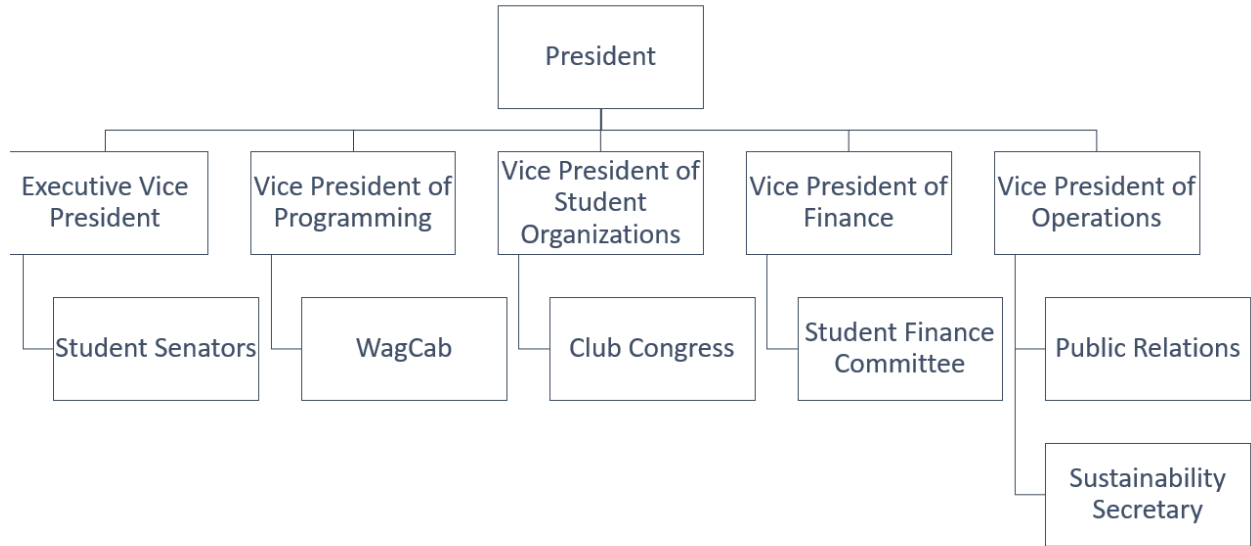 President
Executive Vice
President
Vice President of
Programming
Vice President of
Student
Organizations
Vice President of
Finance
Vice President of
Operations
Student Senators
WagCab
Club Congress
Student Finance
Committee
Public Relations
Sustainability
Secretary